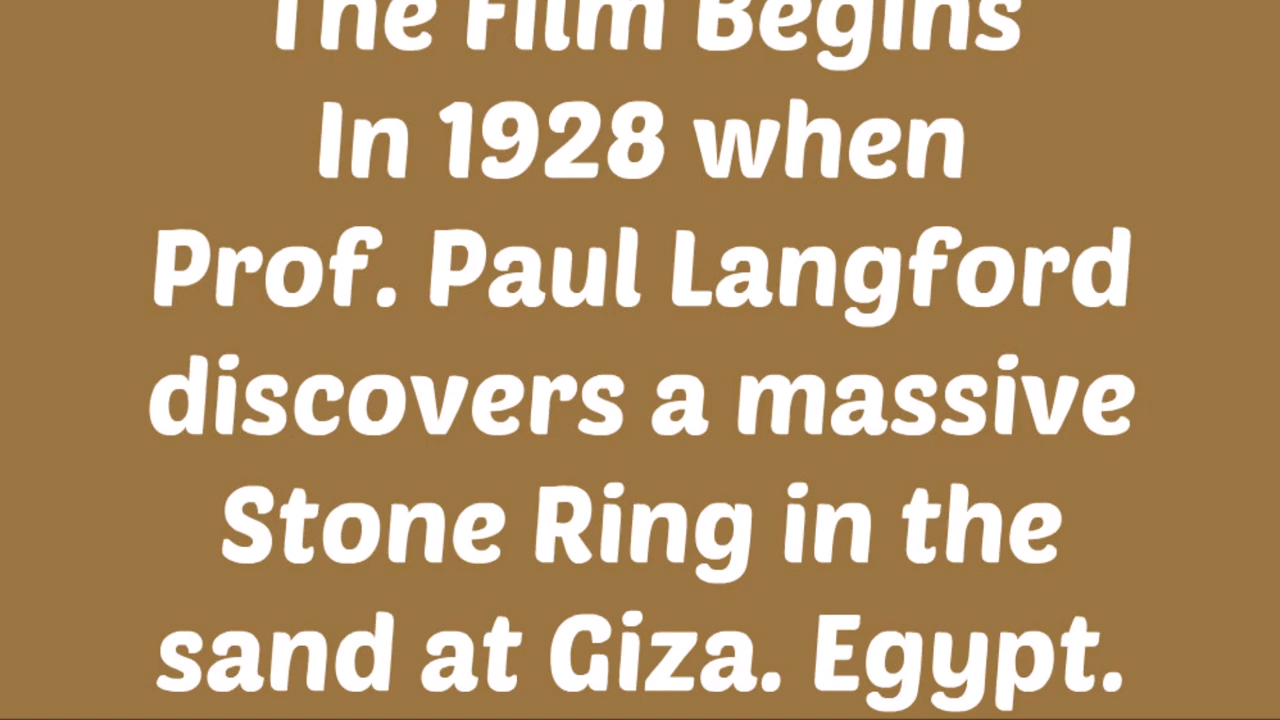 The Film Begins
In 1928 when
Prof. Paul Langford
discovers a massive
Stone Ring in the
sand at Giza. Egypt.